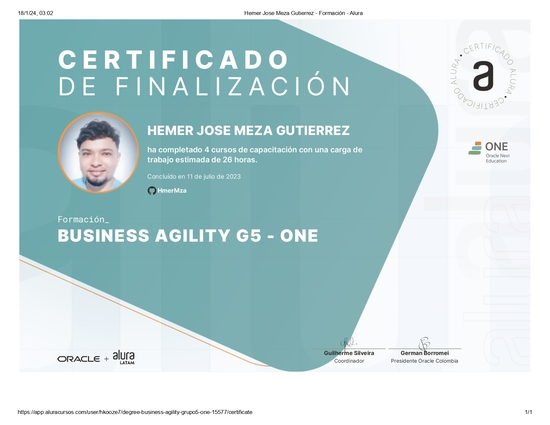 18/1/24, 03:02
Hemer Jose Meza Gutierrez - Formación - Alura
CERTIFICADO
DE FINALIZACIÓN
CERTIFICADO ALURA • CERTIFICADO ALURA •
a
HEMER JOSE MEZA GUTIERREZ
ha completado 4 cursos de capacitación con una carga de
trabajo estimada de 26 horas.
Concluido en 11 de julio de 2023
HmerMza
ONE
Oracle Next
Education
Formación_
BUSINESS AGILITY G5 - ONE
ORACLE + alura
LATAM
Guilherme Silveira
Coordinador
German Borromei
Presidente Oracle Colombia
https://app.aluracursos.com/user/hkooze7/degree-business-agility-grupo5-one-15577/certificate
1/1